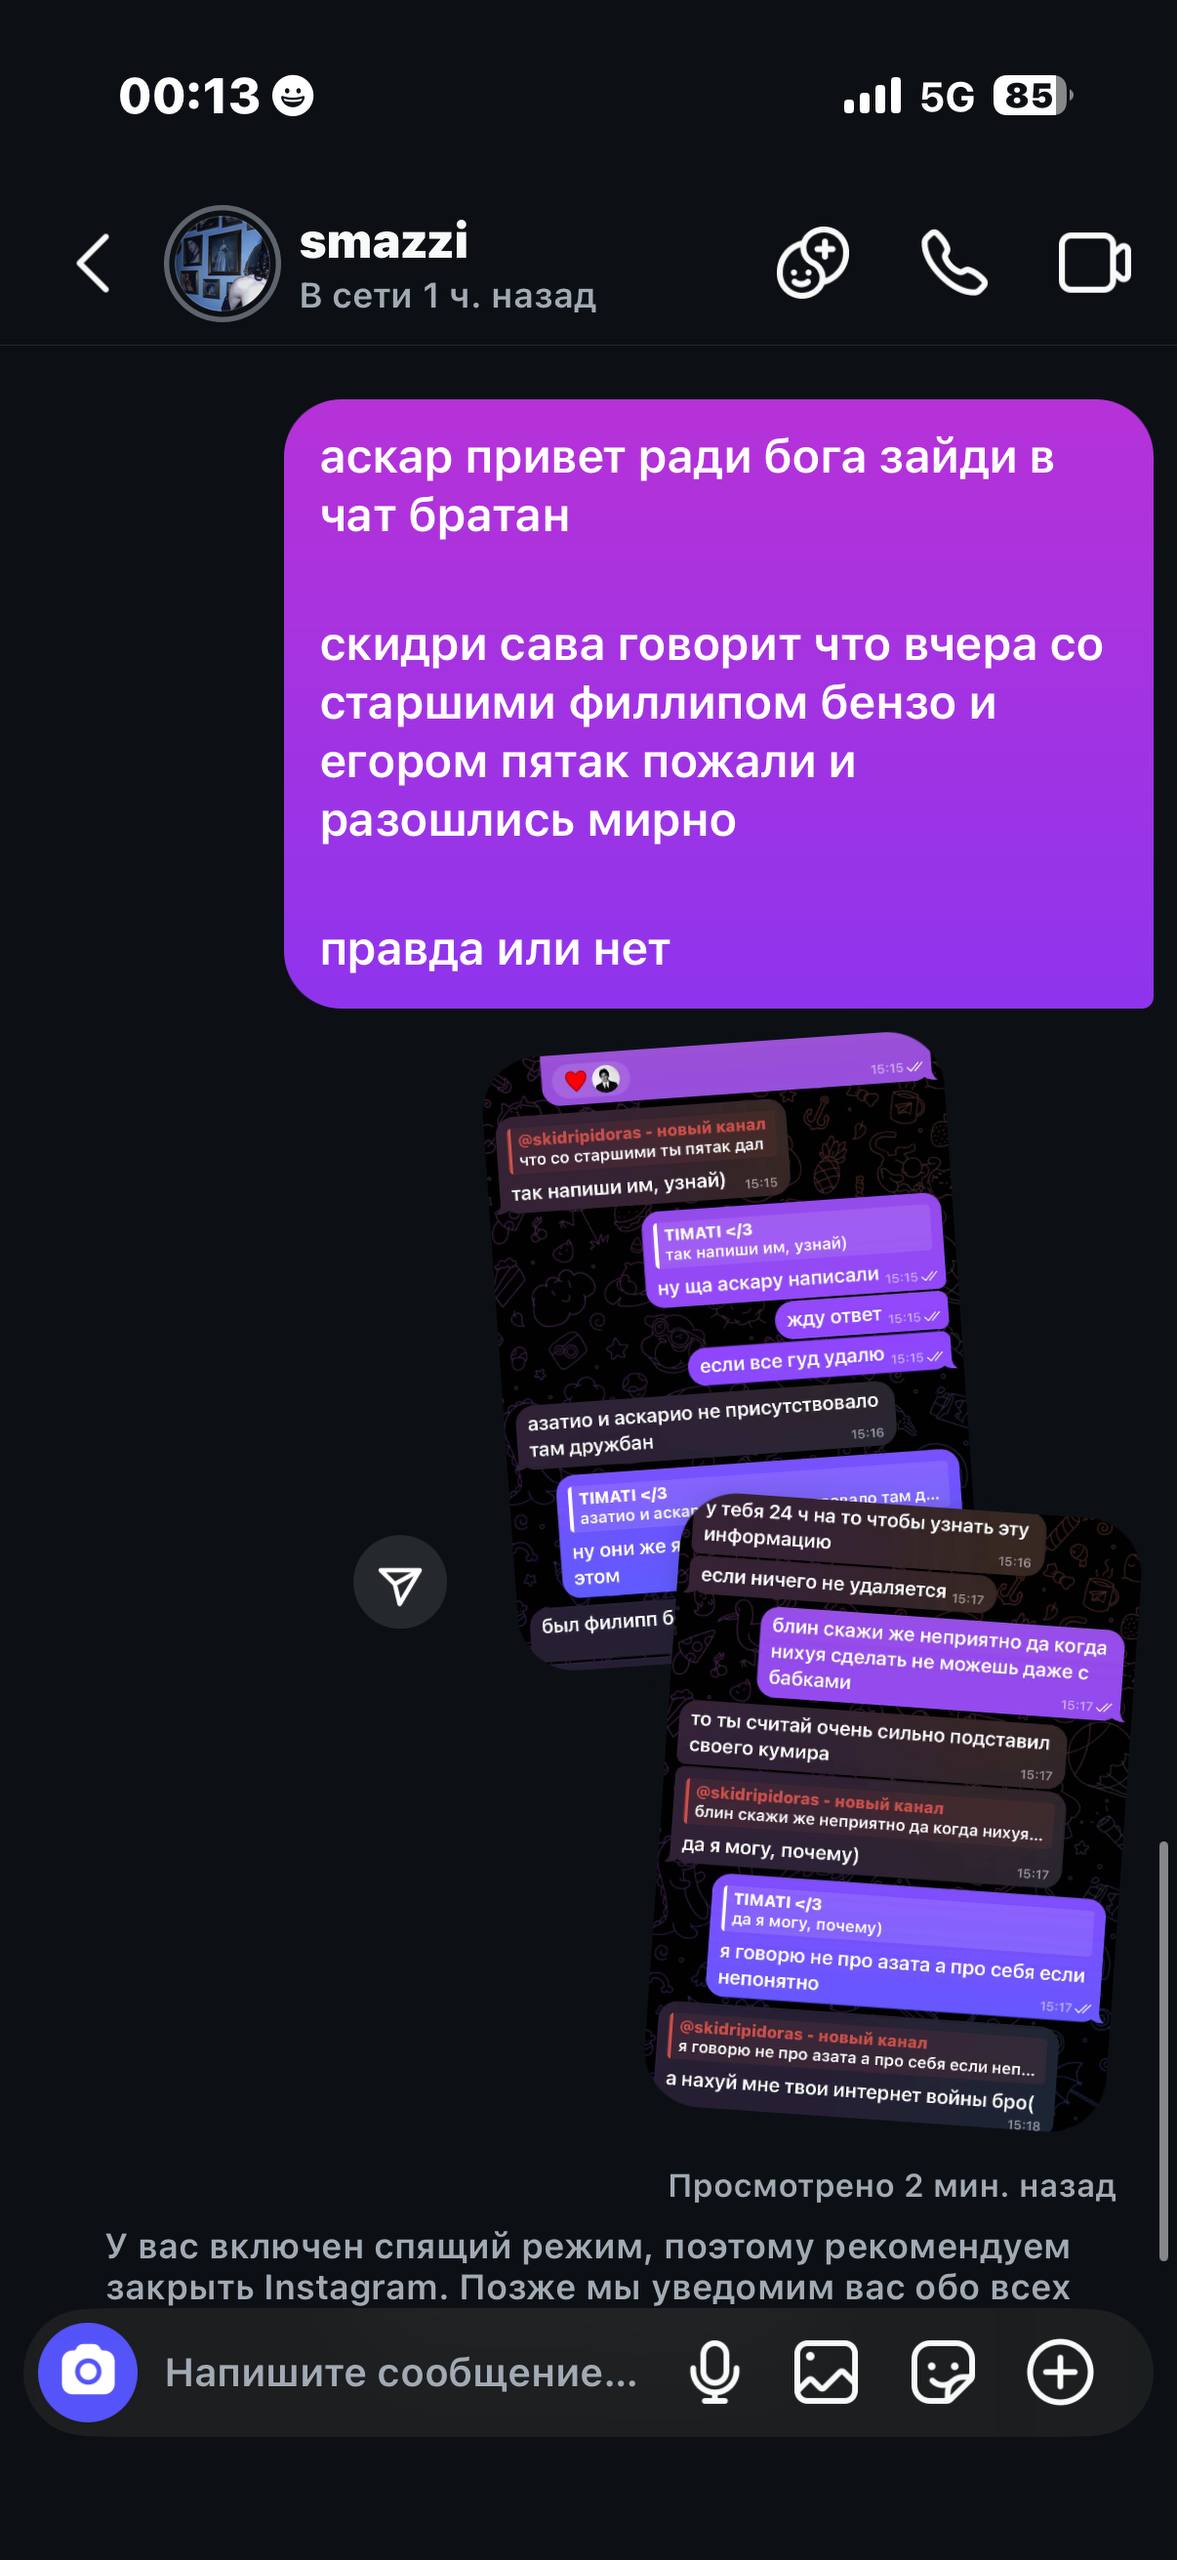 00:13
5G 85
smazzi
В сети 1 ч. назад
аскар привет ради бога зайди в
чат братан
скидри сава говорит что вчера со
старшими филлипом бензо и
егором пятак пожали и
разошлись мирно
правда или нет
15:15
@skidripidoras - новый канал
что со старшими ты пятак дал
так напиши им, узнай) 15:15
TIMATI </3
так напиши им, узнай)
ну ща аскару написали 15:15
жду ответ 15:15
если все гуд удалю 15:15
азатио и аскарио не присутствовало
там дружбан 15:16
TIMATI </3
азатио и аскар
там д...
ну они же
этом
был филипп
у тебя 24 ч на то чтобы узнать эту
информацию 15:16
если ничего не удаляется 15:17
блин скажи же неприятно да когда
нихуя сделать не можешь даже с
бабками 15:17
то ты считай очень сильно подставил
своего кумира 15:17
@skidripidoras - новый канал
блин скажи же неприятно да когда нихуя...
да я могу, почему) 15:17
TIMATI </3
да я могу, почему)
я говорю не про азата а про себя если
непонятно 15:17
@skidripidoras - новый канал
я говорю не про азата а про себя если неп...
а нахуй мне твои интернет войны бро(
15:18
Просмотрено 2 мин. назад
У вас включен спящий режим, поэтому рекомендуем
закрыть Instagram. Позже мы уведомим вас обо всех
Напишите сообщение...